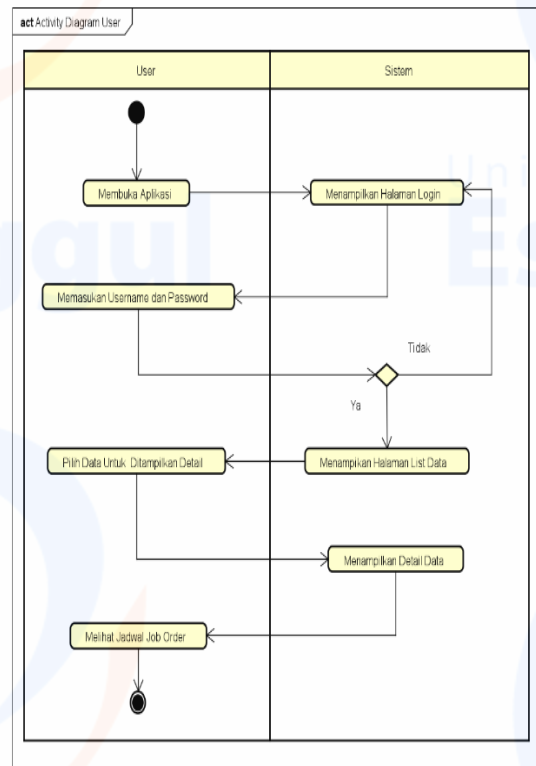 act Activity Diagram User
User
Sistem
Membuka Aplikasi
Menampilkan Halaman Login
Memasukan Username dan Password
Tidak
Ya
Pilih Data Untuk Ditampilkan Detail
Menampikan Halaman List Data
Menampilkan Detail Data
Melihat Jadwal Job Order